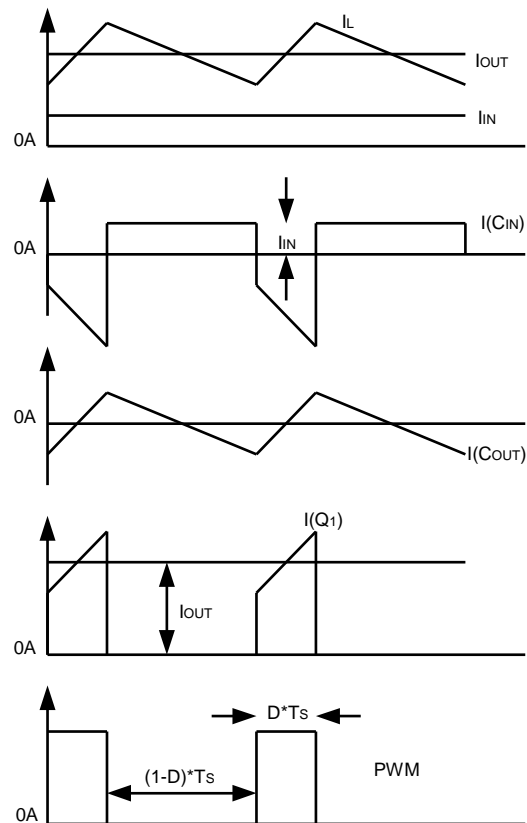 IL
IOUT
IIN
0A
I(CIN)
0A
IIN
0A
I(COUT)
I(Q1)
IOUT
0A
D*TS
(1-D)*TS
PWM
0A